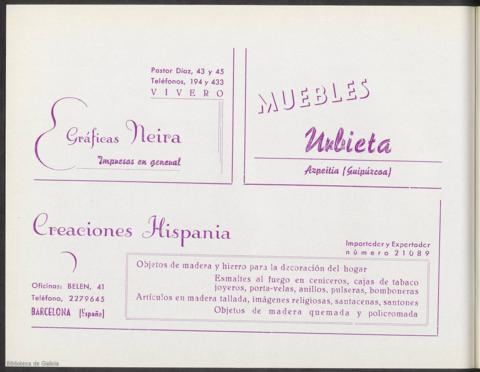 Pastor Díaz, 43 y 45
Teléfonos, 194 y 433
VIVERO
Gráficas Neira
Impresos en general
MUEBLES
Urbieta
Azpeitia (Guipúzcoa)
Creaciones Hispania
Importador y Exportador
número 21089
Oficinas: BELEN, 41
Teléfono, 2279645
BARCELONA (España)
Objetos de madera y hierro para la decoración del hogar
Esmaltes al fuego en ceniceros, cajas de tabaco
joyeros, porta-velas, anillos, pulseras, bomboneras
Artículos en madera tallada, imágenes religiosas, santacenas, santones
Objetos de madera quemada y policromada
Biblioteca de Galicia